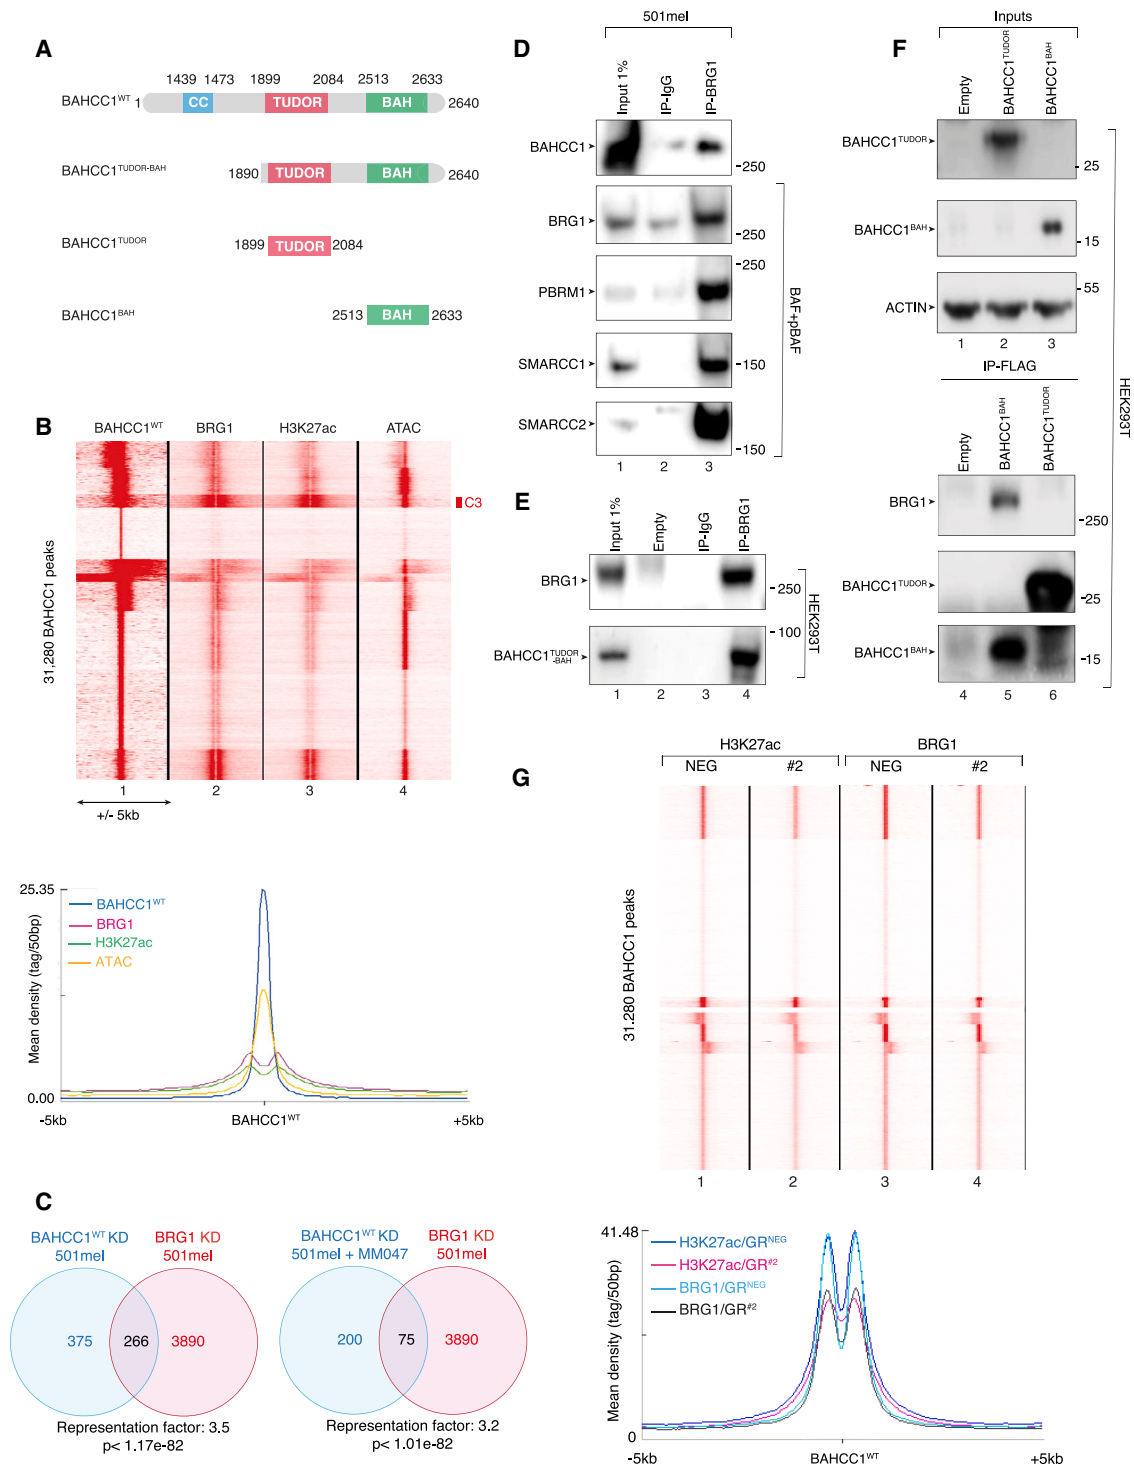 A
1439 1473 1899 2084 2513 2633
BAHCC1WT 1 CC TUDOR BAH 2640
BAHCC1TUDOR-BAH 1890 TUDOR BAH 2640
BAHCC1TUDOR 1899 TUDOR 2084
BAHCC1BAH 2513 BAH 2633
B
BAHCC1WT BRG1 H3K27ac ATAC
C3
31,280 BAHCC1 peaks
1 2 3 4
+/- 5kb
25.35
BAHCC1WT
BRG1
H3K27ac
ATAC
Mean density (tag/50bp)
0.00
-5kb BAHCC1WT +5kb
C
BAHCC1WT KD
501mel
BRG1 KD
501mel
375 266 3890
Representation factor: 3.5
p< 1.17e-82
BAHCC1WT KD
501mel + MM047
BRG1 KD
501mel
200 75 3890
Representation factor: 3.2
p< 1.01e-82
D
501mel
Input 1% IP-IgG IP-BRG1
BAHCC1
-250
BRG1
-250
250
PBRM1
SMARCC1 -150
SMARCC2
-150
BAF+pBAF
1 2 3
E
Input 1% Empty IP-IgG IP-BRG1
BRG1
-250
-100
BAHCC1TUDOR-BAH
HEK293T
1 2 3 4
F
Inputs
Empty BAHCC1TUDOR BAHCC1BAH
BAHCC1TUDOR
25
BAHCC1BAH
-15
55
ACTIN
1 2 3
IP-FLAG
Empty BAHCC1BAH BAHCC1TUDOR
BRG1
-250
BAHCC1TUDOR
-25
BAHCC1BAH
-15
4 5 6
HEK293T
G
H3K27ac BRG1
NEG #2 NEG #2
31.280 BAHCC1 peaks
1 2 3 4
41.48
H3K27ac/GRNEG
H3K27ac/GR#2
BRG1/GRNEG
BRG1/GR#2
Mean density (tag/50bp)
0
-5kb BAHCC1WT +5kb